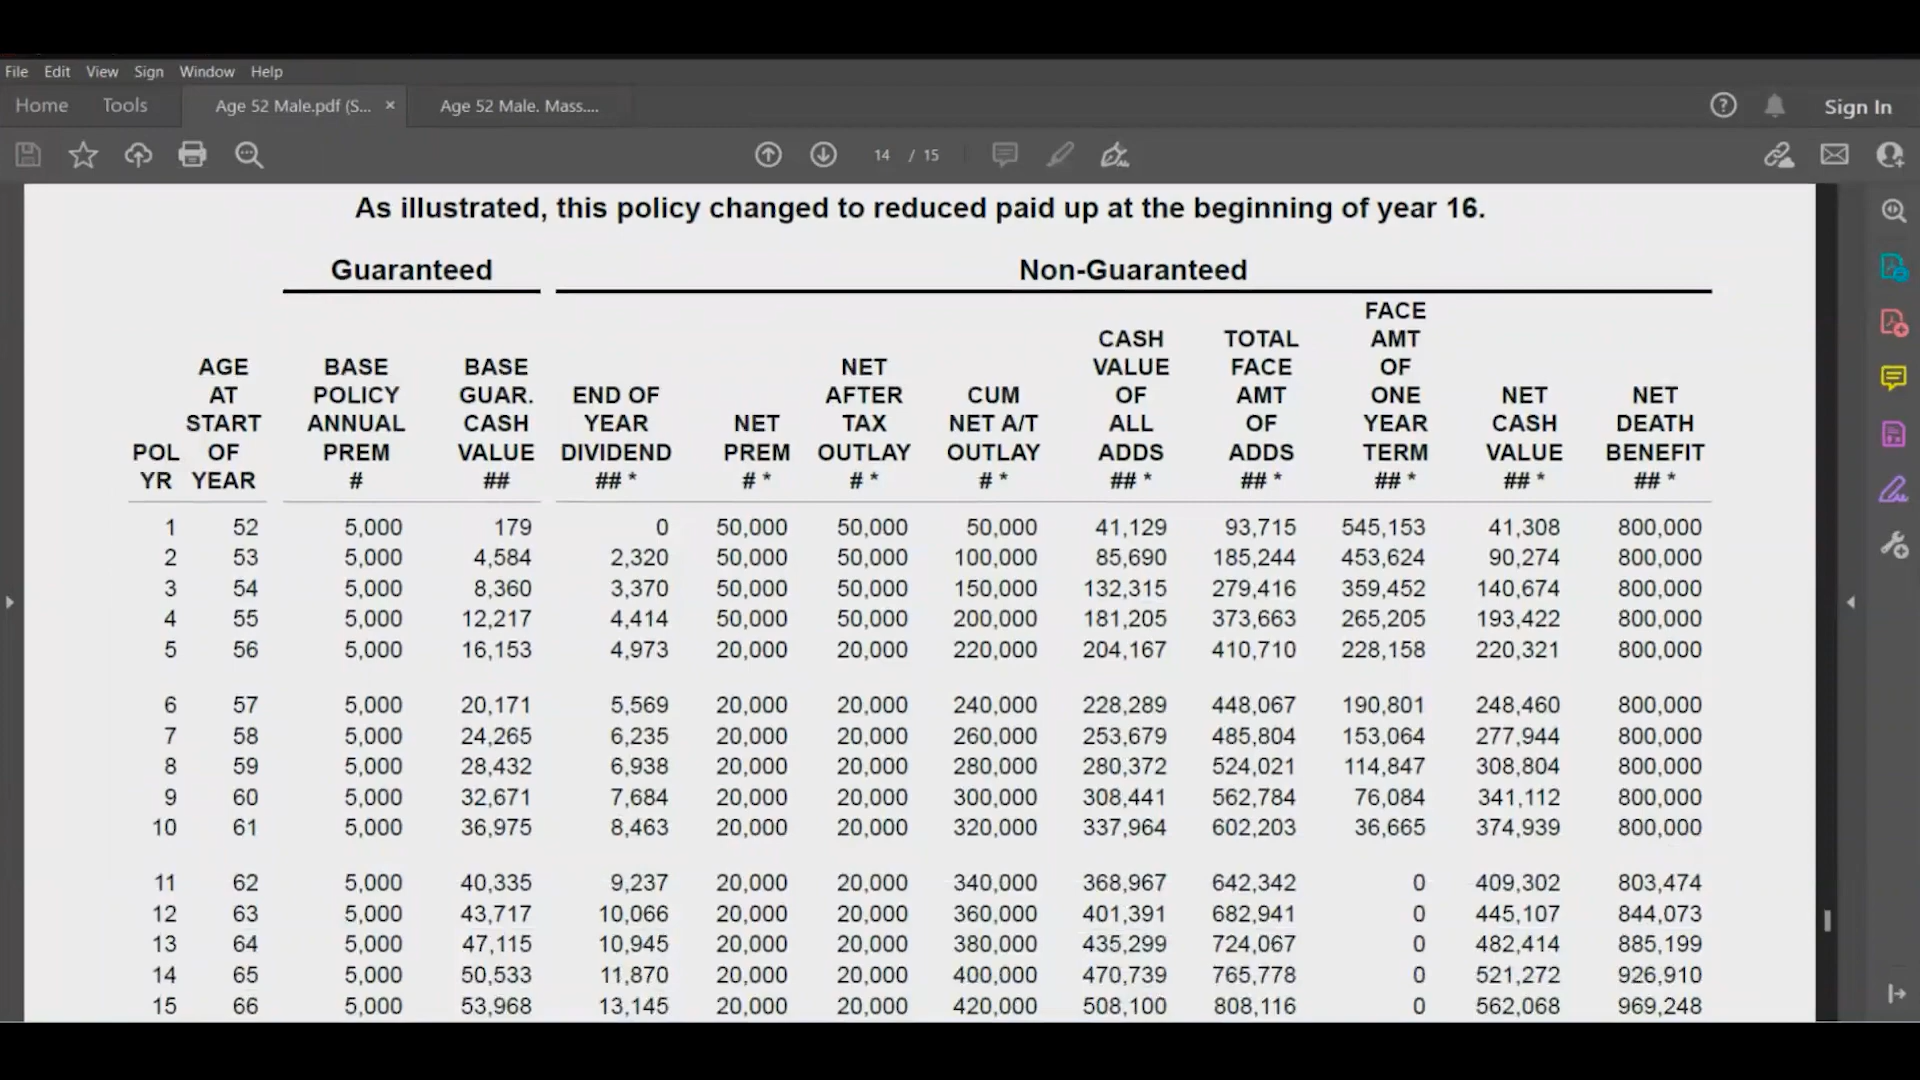 File Edit View Sign Window Help
Home Tools Age 52 Male.pdf (S... × Age 52 Male. Mass.... ? Sign In
14 / 15
As illustrated, this policy changed to reduced paid up at the beginning of year 16.
Guaranteed Non-Guaranteed
FACE
CASH TOTAL AMT
AGE BASE BASE NET VALUE FACE OF
AT POLICY GUAR. END OF AFTER CUM OF AMT ONE NET NET
START ANNUAL CASH YEAR NET TAX NET A/T ALL OF YEAR CASH DEATH
POL OF PREM VALUE DIVIDEND PREM OUTLAY OUTLAY ADDS ADDS TERM VALUE BENEFIT
YR YEAR # ## ## * # * # * # * ## * ## * ## * ## * ## *
1 52 5,000 179 0 50,000 50,000 50,000 41,129 93,715 545,153 41,308 800,000
2 53 5,000 4,584 2,320 50,000 50,000 100,000 85,690 185,244 453,624 90,274 800,000
3 54 5,000 8,360 3,370 50,000 50,000 150,000 132,315 279,416 359,452 140,674 800,000
4 55 5,000 12,217 4,414 50,000 50,000 200,000 181,205 373,663 265,205 193,422 800,000
5 56 5,000 16,153 4,973 20,000 20,000 220,000 204,167 410,710 228,158 220,321 800,000
6 57 5,000 20,171 5,569 20,000 20,000 240,000 228,289 448,067 190,801 248,460 800,000
7 58 5,000 24,265 6,235 20,000 20,000 260,000 253,679 485,804 153,064 277,944 800,000
8 59 5,000 28,432 6,938 20,000 20,000 280,000 280,372 524,021 114,847 308,804 800,000
9 60 5,000 32,671 7,684 20,000 20,000 300,000 308,441 562,784 76,084 341,112 800,000
10 61 5,000 36,975 8,463 20,000 20,000 320,000 337,964 602,203 36,665 374,939 800,000
11 62 5,000 40,335 9,237 20,000 20,000 340,000 368,967 642,342 0 409,302 803,474
12 63 5,000 43,717 10,066 20,000 20,000 360,000 401,391 682,941 0 445,107 844,073
13 64 5,000 47,115 10,945 20,000 20,000 380,000 435,299 724,067 0 482,414 885,199
14 65 5,000 50,533 11,870 20,000 20,000 400,000 470,739 765,778 0 521,272 926,910
15 66 5,000 53,968 13,145 20,000 20,000 420,000 508,100 808,116 0 562,068 969,248